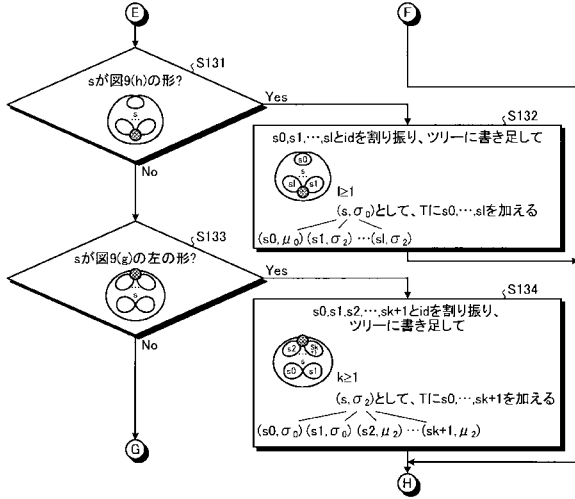 E
F
S131
sが図9(h)の形?
s
Yes
No
S132
s0,s1,…,slとidを割り振り、ツリーに書き足して
s0
s
sl s1
l≥1
(s,σ0)として、Tにs0,…,slを加える
(s0,μ0) (s1,σ2) …(sl,σ2)
S133
sが図9(g)の左の形?
s
Yes
No
S134
s0,s1,s2,…,sk+1とidを割り振り、
ツリーに書き足して
s2 sk+1
s
s0 s1
k≥1
(s,σ2)として、Tにs0,…,sk+1を加える
(s0,σ0) (s1,σ0) (s2,μ2) …(sk+1,μ2)
G
H